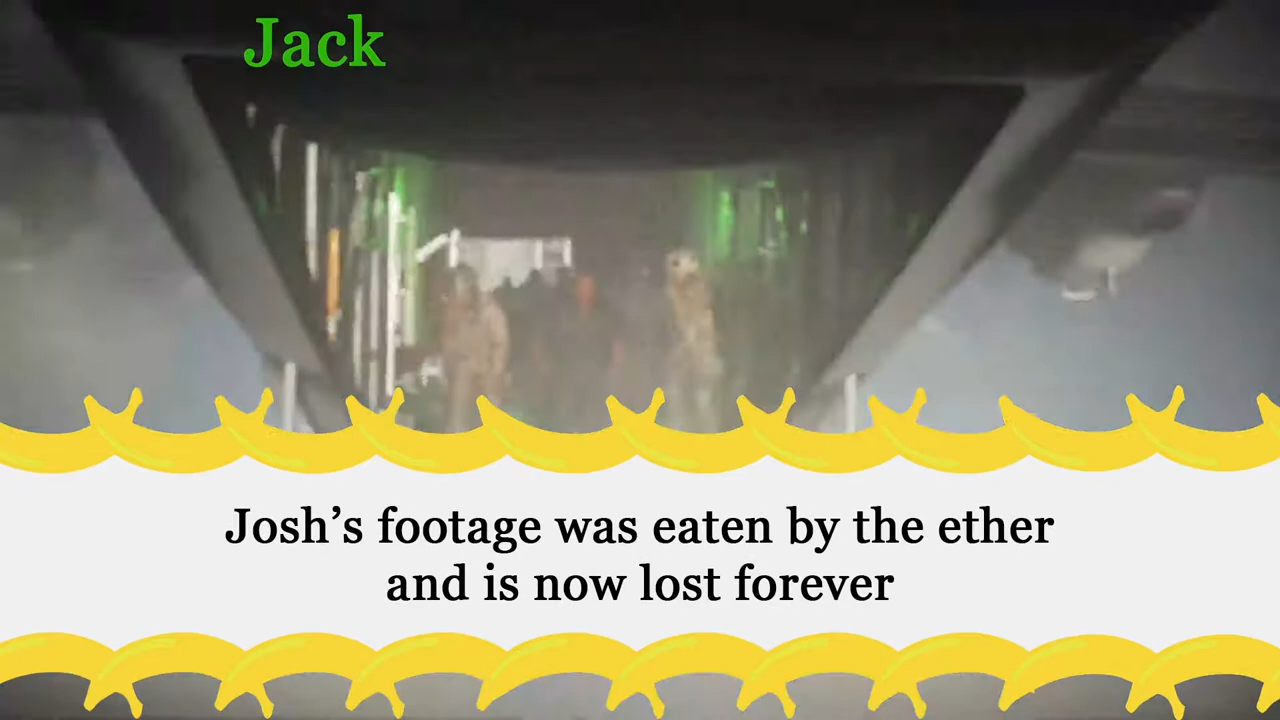 Jack
Josh’s footage was eaten by the ether
and is now lost forever